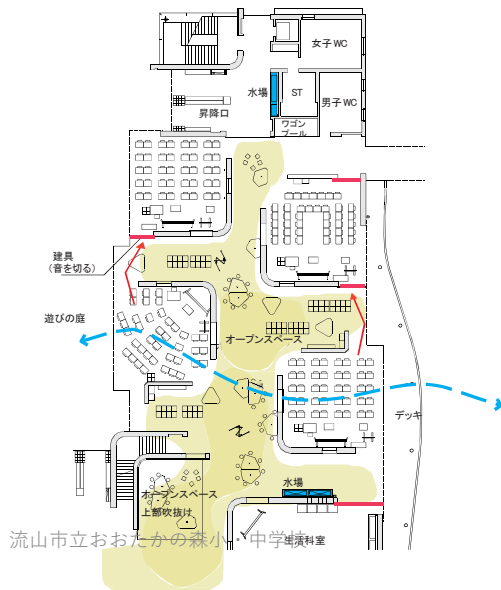 女子WC
水場
ST
男子WC
昇降口
ワゴン
プール
建具
(音を切る)
遊びの庭
オープンスペース
デッキ
水場
オープンスペース
上部吹抜け
生活科室
流山市立おおたかの森小・中学校